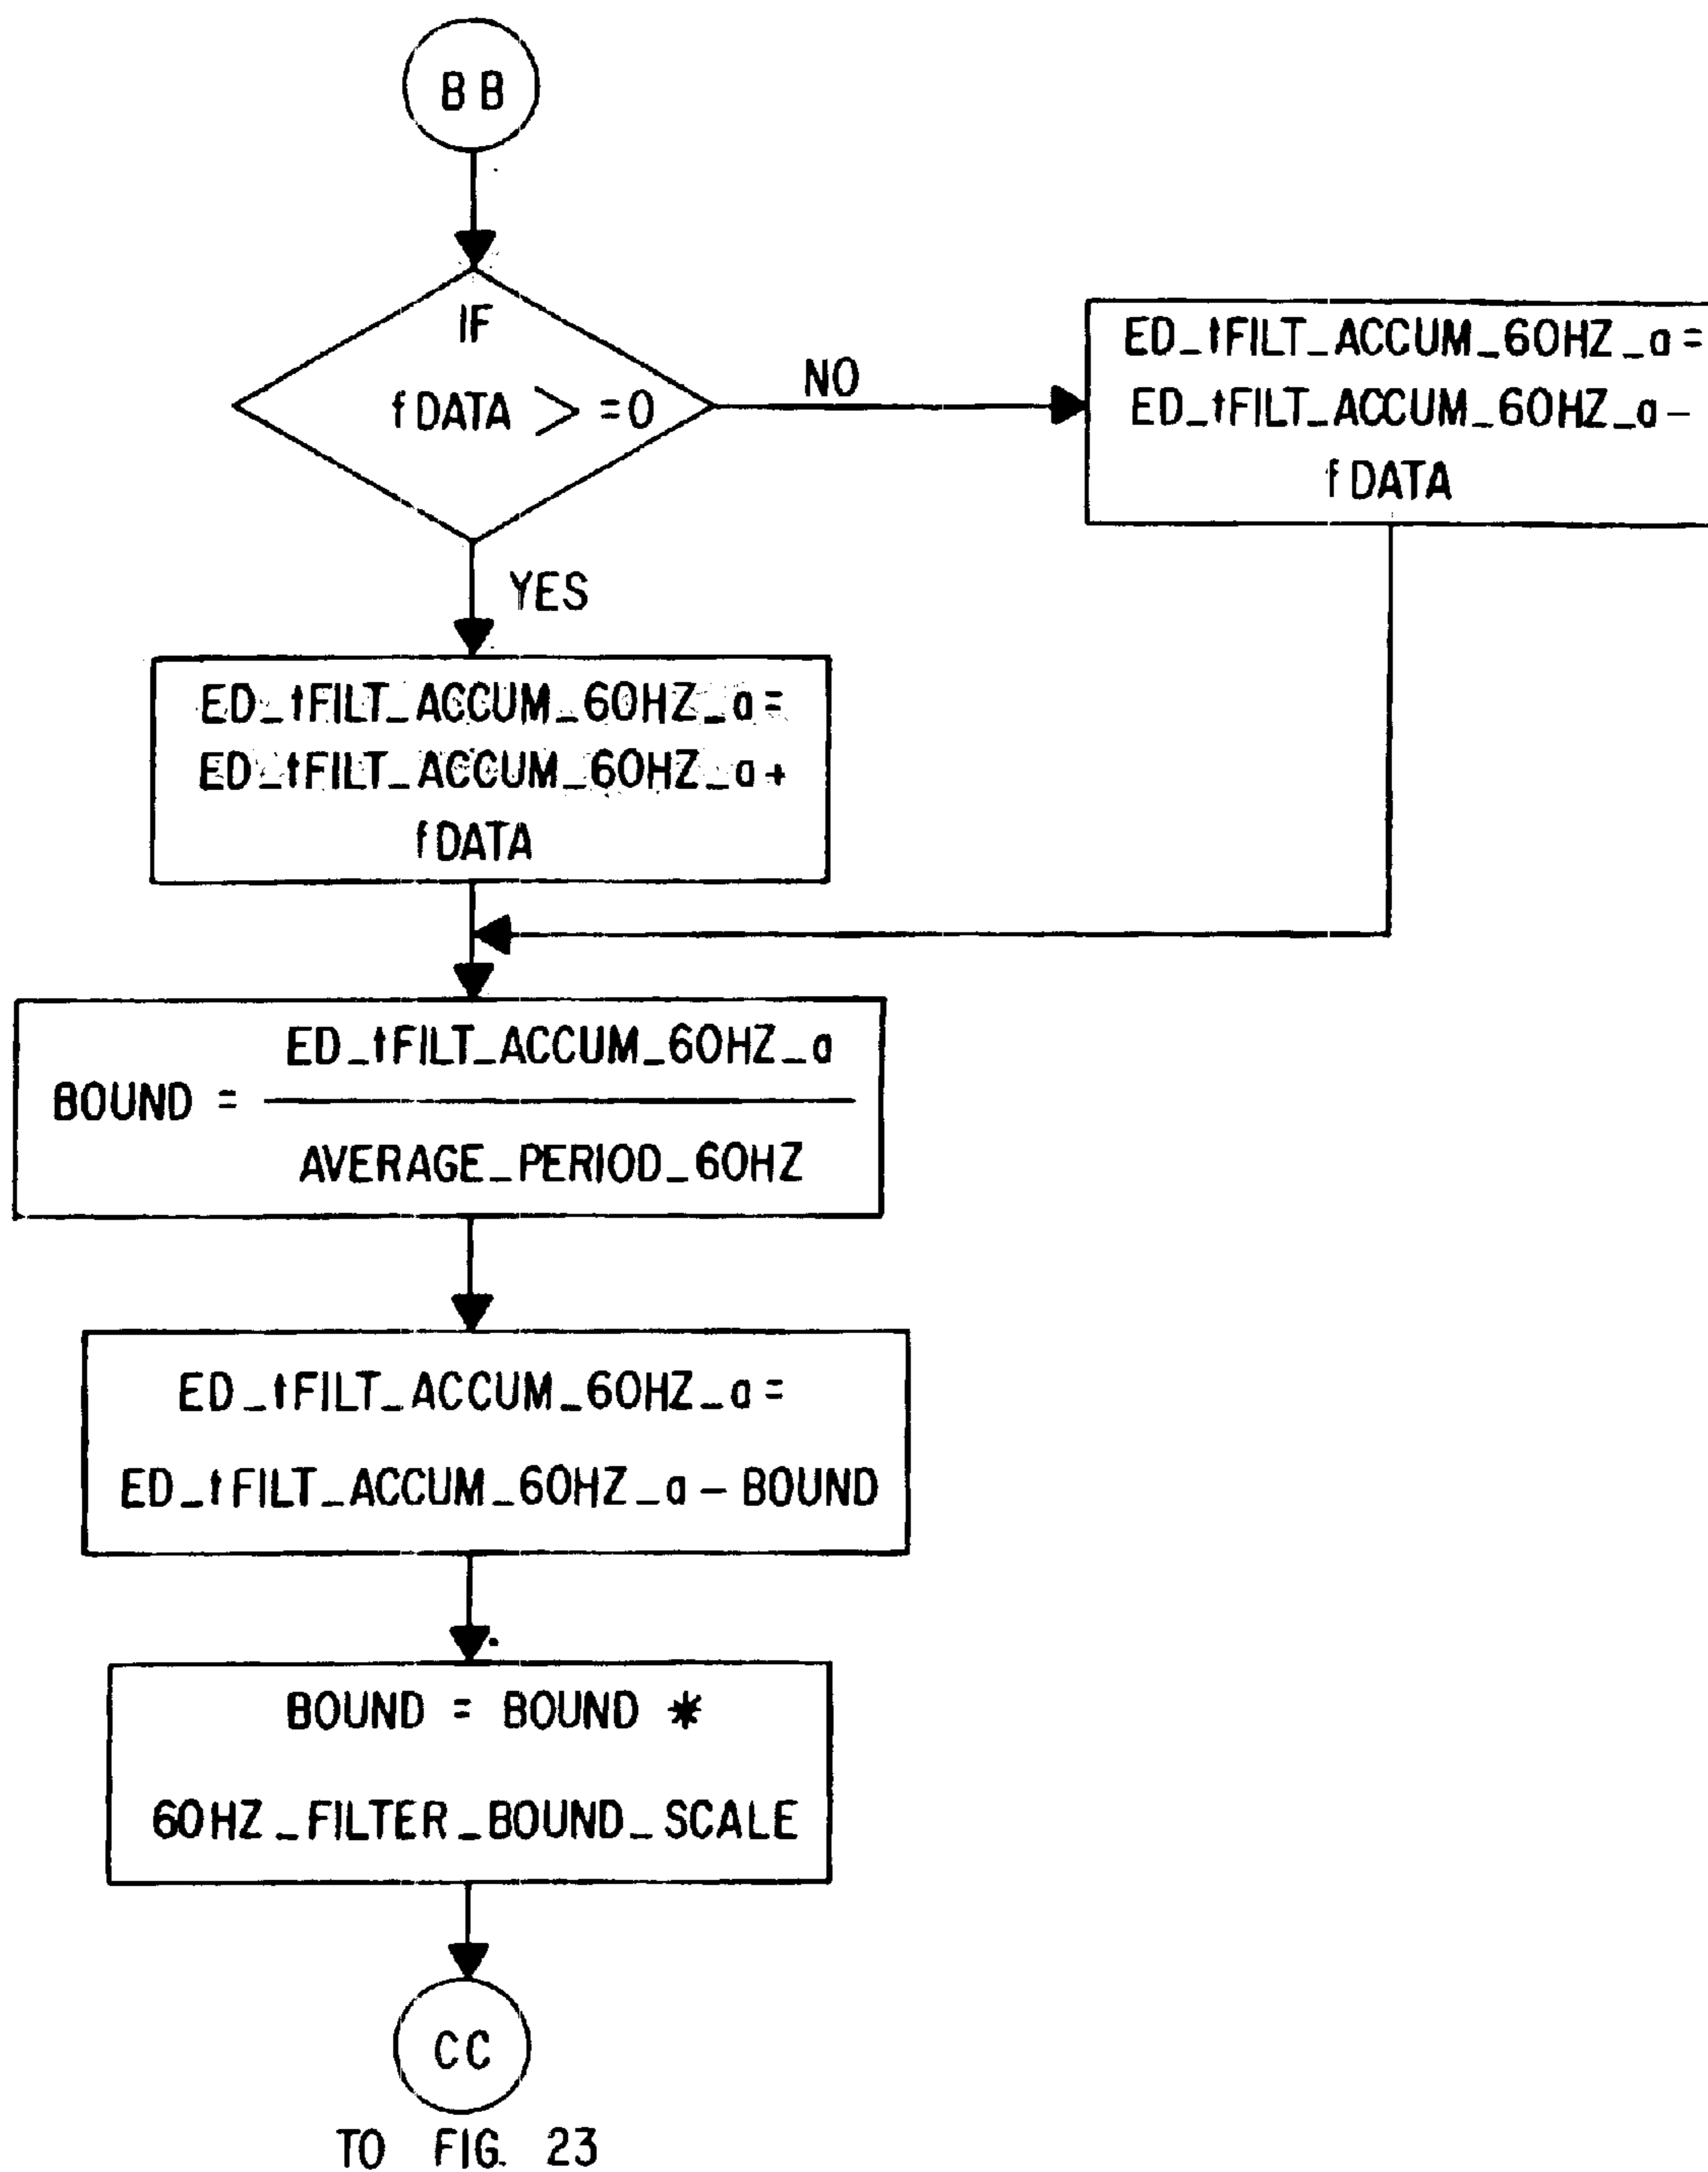 BB
IF
fDATA >=0
NO
ED_tFILT_ACCUM_60HZ_a=
ED_tFILT_ACCUM_60HZ_a-
fDATA
YES
ED_tFILT_ACCUM_60HZ_a=
ED_tFILT_ACCUM_60HZ_a+
fDATA
ED_tFILT_ACCUM_60HZ_a
BOUND =
AVERAGE_PERIOD_60HZ
ED_tFILT_ACCUM_60HZ_a=
ED_tFILT_ACCUM_60HZ_a - BOUND
BOUND = BOUND *
60HZ_FILTER_BOUND_SCALE
CC
TO FIG. 23